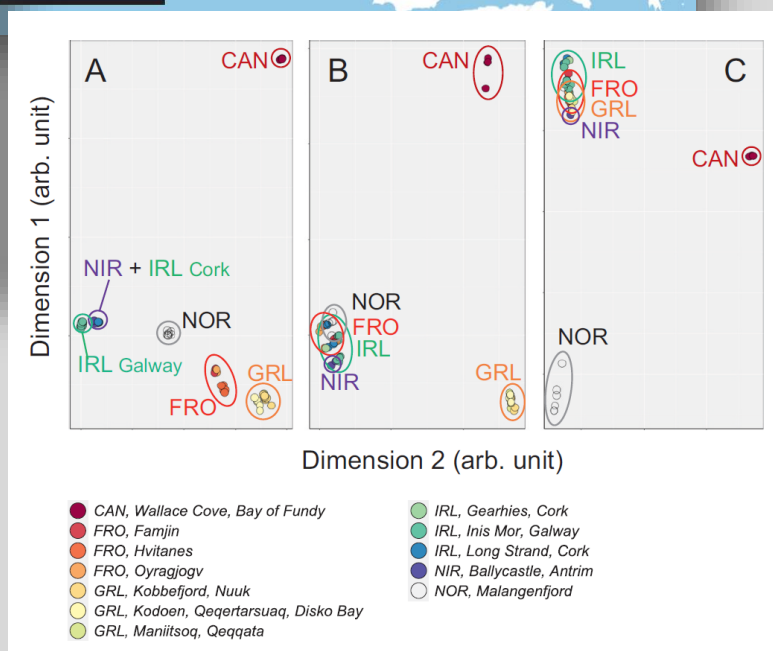 A
CAN
NIR + IRL Cork
NOR
IRL Galway
GRL
FRO
B
CAN
NOR
FRO
IRL
NIR
GRL
C
IRL
FRO
GRL
NIR
CAN
NOR
Dimension 1 (arb. unit)
Dimension 2 (arb. unit)
CAN, Wallace Cove, Bay of Fundy
FRO, Famjin
FRO, Hvitanes
FRO, Oyragjogv
GRL, Kobbefjord, Nuuk
GRL, Kodoen, Qeqertarsuaq, Disko Bay
GRL, Maniitsoq, Qeqqata
IRL, Gearhies, Cork
IRL, Inis Mor, Galway
IRL, Long Strand, Cork
NIR, Ballycastle, Antrim
NOR, Malangenfjord